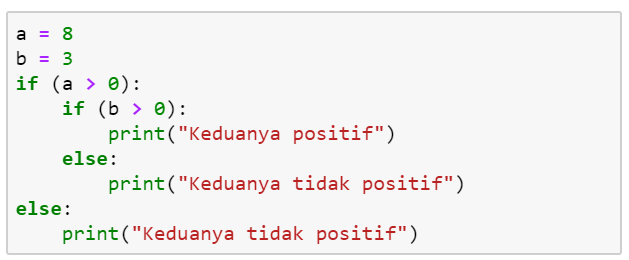 a = 8
b = 3
if (a > 0):
    if (b > 0):
        print("Keduanya positif")
    else:
        print("Keduanya tidak positif")
else:
    print("Keduanya tidak positif")